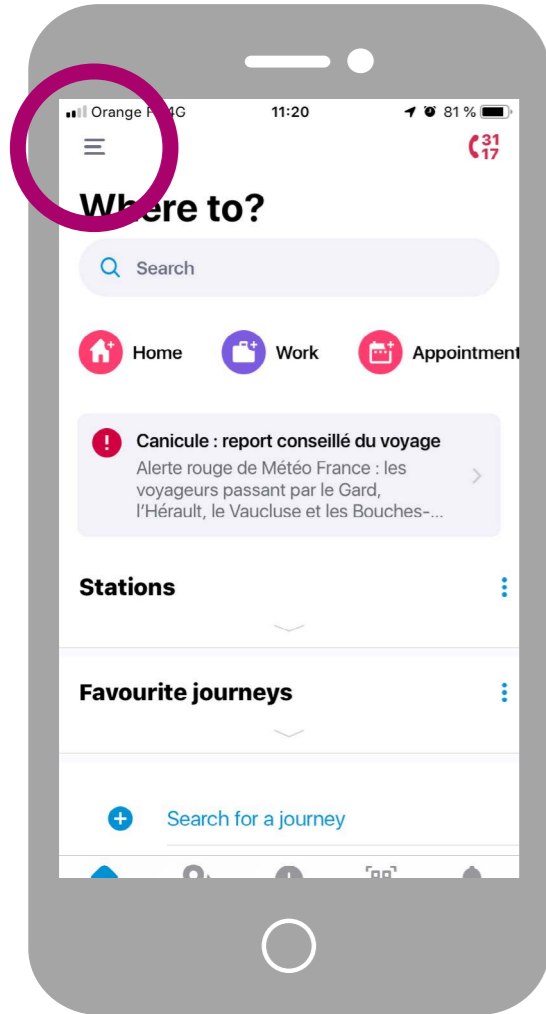 Orange F 4G 11:20 81 %
31
17
Where to?
Search
Home Work Appointment
Canicule : report conseillé du voyage
Alerte rouge de Météo France : les
voyageurs passant par le Gard,
l'Hérault, le Vaucluse et les Bouches-...
Stations
Favourite journeys
Search for a journey